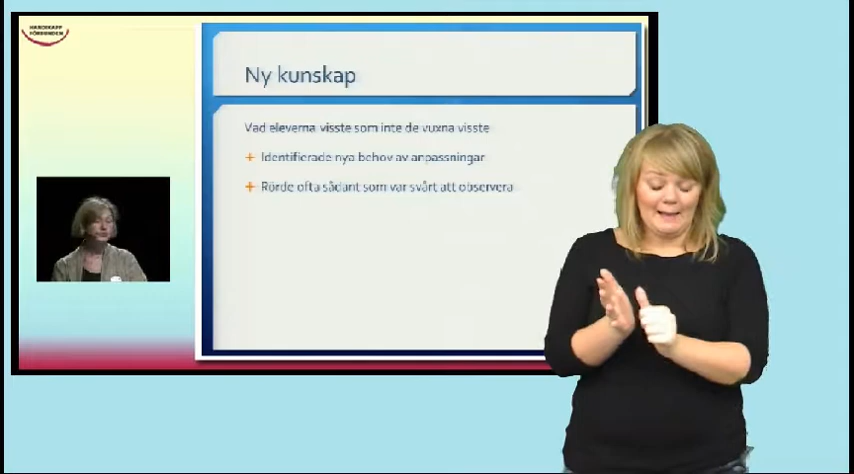 HANDIKAPP
FÖRBUNDEN
Ny kunskap
Vad eleverna visste som inte de vuxna visste
+ Identifierade nya behov av anpassningar
+ Rörde ofta sådant som var svårt att observera